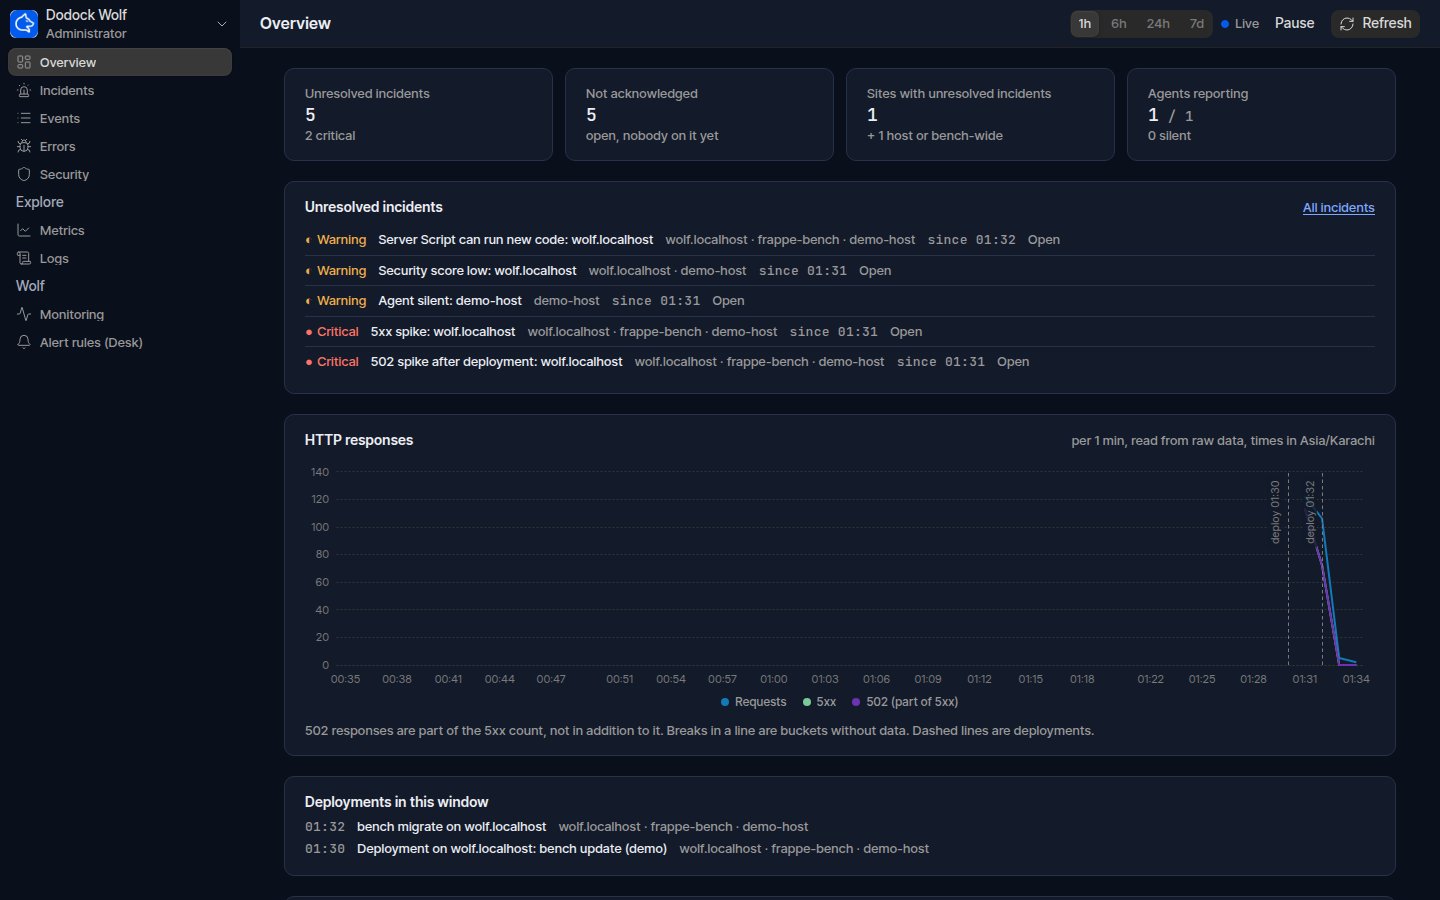 Dodock Wolf
Administrator
Overview
Incidents
Events
Errors
Security
Explore
Metrics
Logs
Wolf
Monitoring
Alert rules (Desk)
Overview
1h 6h 24h 7d Live Pause Refresh
Unresolved incidents
5
2 critical
Not acknowledged
5
open, nobody on it yet
Sites with unresolved incidents
1
+ 1 host or bench-wide
Agents reporting
1 / 1
0 silent
Unresolved incidents All incidents
Warning Server Script can run new code: wolf.localhost wolf.localhost · frappe-bench · demo-host since 01:32 Open
Warning Security score low: wolf.localhost wolf.localhost · demo-host since 01:31 Open
Warning Agent silent: demo-host demo-host since 01:31 Open
Critical 5xx spike: wolf.localhost wolf.localhost · frappe-bench · demo-host since 01:31 Open
Critical 502 spike after deployment: wolf.localhost wolf.localhost · frappe-bench · demo-host since 01:31 Open
HTTP responses per 1 min, read from raw data, times in Asia/Karachi
140
120
100
80
60
40
20
0
deploy 01:30
deploy 01:32
00:35 00:38 00:41 00:44 00:47 00:51 00:54 00:57 01:00 01:03 01:06 01:09 01:12 01:15 01:18 01:22 01:25 01:28 01:31 01:34
Requests 5xx 502 (part of 5xx)
502 responses are part of the 5xx count, not in addition to it. Breaks in a line are buckets without data. Dashed lines are deployments.
Deployments in this window
01:32 bench migrate on wolf.localhost wolf.localhost · frappe-bench · demo-host
01:30 Deployment on wolf.localhost: bench update (demo) wolf.localhost · frappe-bench · demo-host